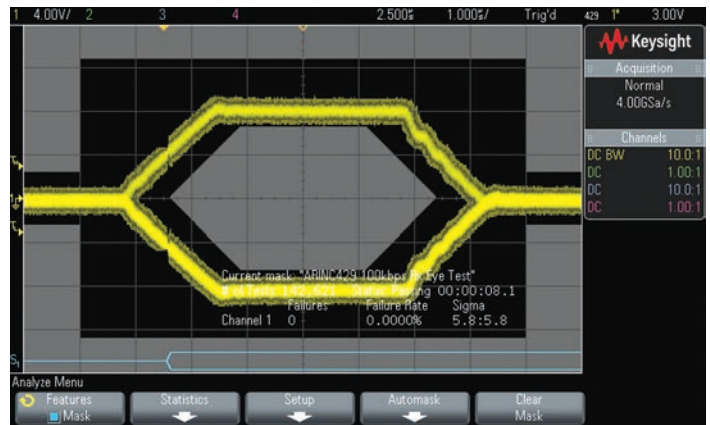 1 4.00V/ 2 3 4 2.500s 1.000s/ Trig'd 429 1* 3.00V
Keysight
Acquisition
Normal
4.00GSa/s
Channels
DC BW 10.0:1
DC 1.00:1
DC 10.0:1
DC 1.00:1
Current mask: "ARINC429 100kbps Rx Eye Test"
# of Tests: 142,621 Status: Passing 00:00:08.1
Failures Failure Rate Sigma
Channel 1 0 0.0000% 5.8:5.8
S1
Analyze Menu
Features Statistics Setup Automask Clear
Mask Mask